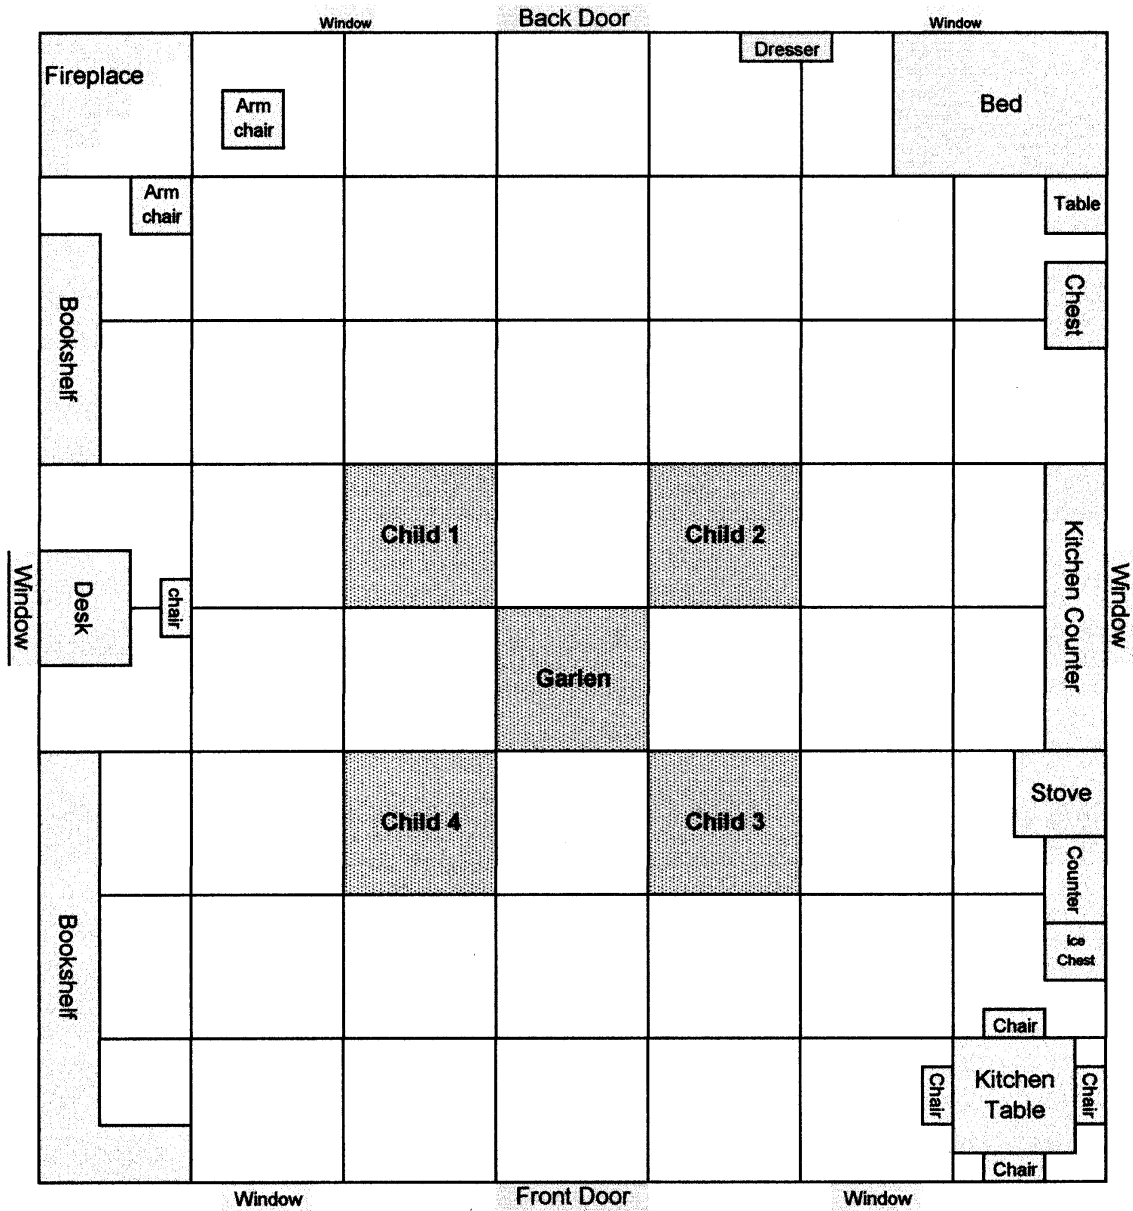 Window
Back Door
Window
Fireplace
Arm
chair
Dresser
Bed
Arm
chair
Table
Chest
Bookshelf
Child 1
Child 2
Kitchen Counter
Window
Desk
chair
Window
Garlen
Stove
Child 4
Child 3
Counter
Bookshelf
Ice
Chest
Chair
Kitchen
Table
Chair
Chair
Chair
Window
Front Door
Window